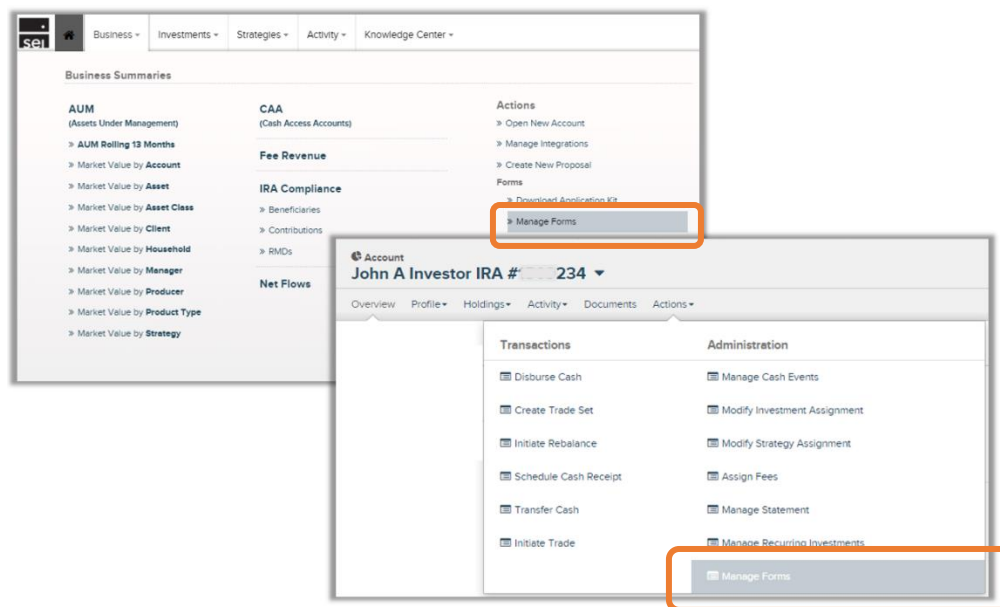 sei
Business
Investments
Strategies
Activity
Knowledge Center
Business Summaries
AUM
(Assets Under Management)
» AUM Rolling 13 Months
» Market Value by Account
» Market Value by Asset
» Market Value by Asset Class
» Market Value by Client
» Market Value by Household
» Market Value by Manager
» Market Value by Producer
» Market Value by Product Type
» Market Value by Strategy
CAA
(Cash Access Accounts)
Fee Revenue
IRA Compliance
» Beneficiaries
» Contributions
» RMDs
Net Flows
Actions
» Open New Account
» Manage Integrations
» Create New Proposal
Forms
» Download Application Kit
» Manage Forms
Account
John A Investor IRA # 234
Overview
Profile
Holdings
Activity
Documents
Actions
Transactions
Disburse Cash
Create Trade Set
Initiate Rebalance
Schedule Cash Receipt
Transfer Cash
Initiate Trade
Administration
Manage Cash Events
Modify Investment Assignment
Modify Strategy Assignment
Assign Fees
Manage Statement
Manage Recurring Investments
Manage Forms